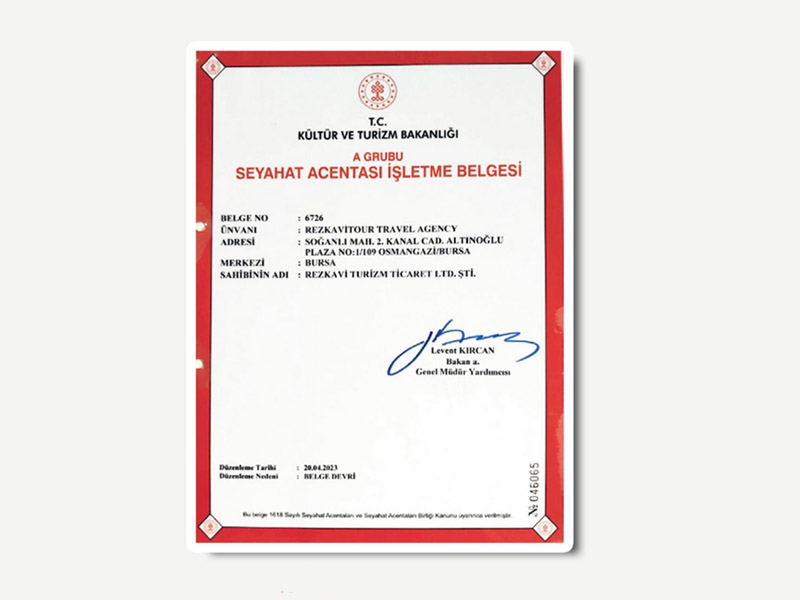 T.C.
KÜLTÜR VE TURİZM BAKANLIĞI
A GRUBU
SEYAHAT ACENTASI İŞLETME BELGESİ
BELGE NO : 6726
ÜNVANI : REZKAVİTOUR TRAVEL AGENCY
ADRESİ : SOĞANLI MAH. 2. KANAL CAD. ALTINOĞLU
PLAZA NO:1/109 OSMANGAZİ/BURSA
MERKEZİ : BURSA
SAHİBİNİN ADI : REZKAVİ TURİZM TİCARET LTD. ŞTİ.
Levent KIRCAN
Bakan a.
Genel Müdür Yardımcısı
Düzenleme Tarihi : 20.04.2023
Düzenleme Nedeni : BELGE DEVRİ
№ 046065
Bu belge 1618 Sayılı Seyahat Acentaları ve Seyahat Acentaları Birliği Kanunu uyarınca verilmiştir.